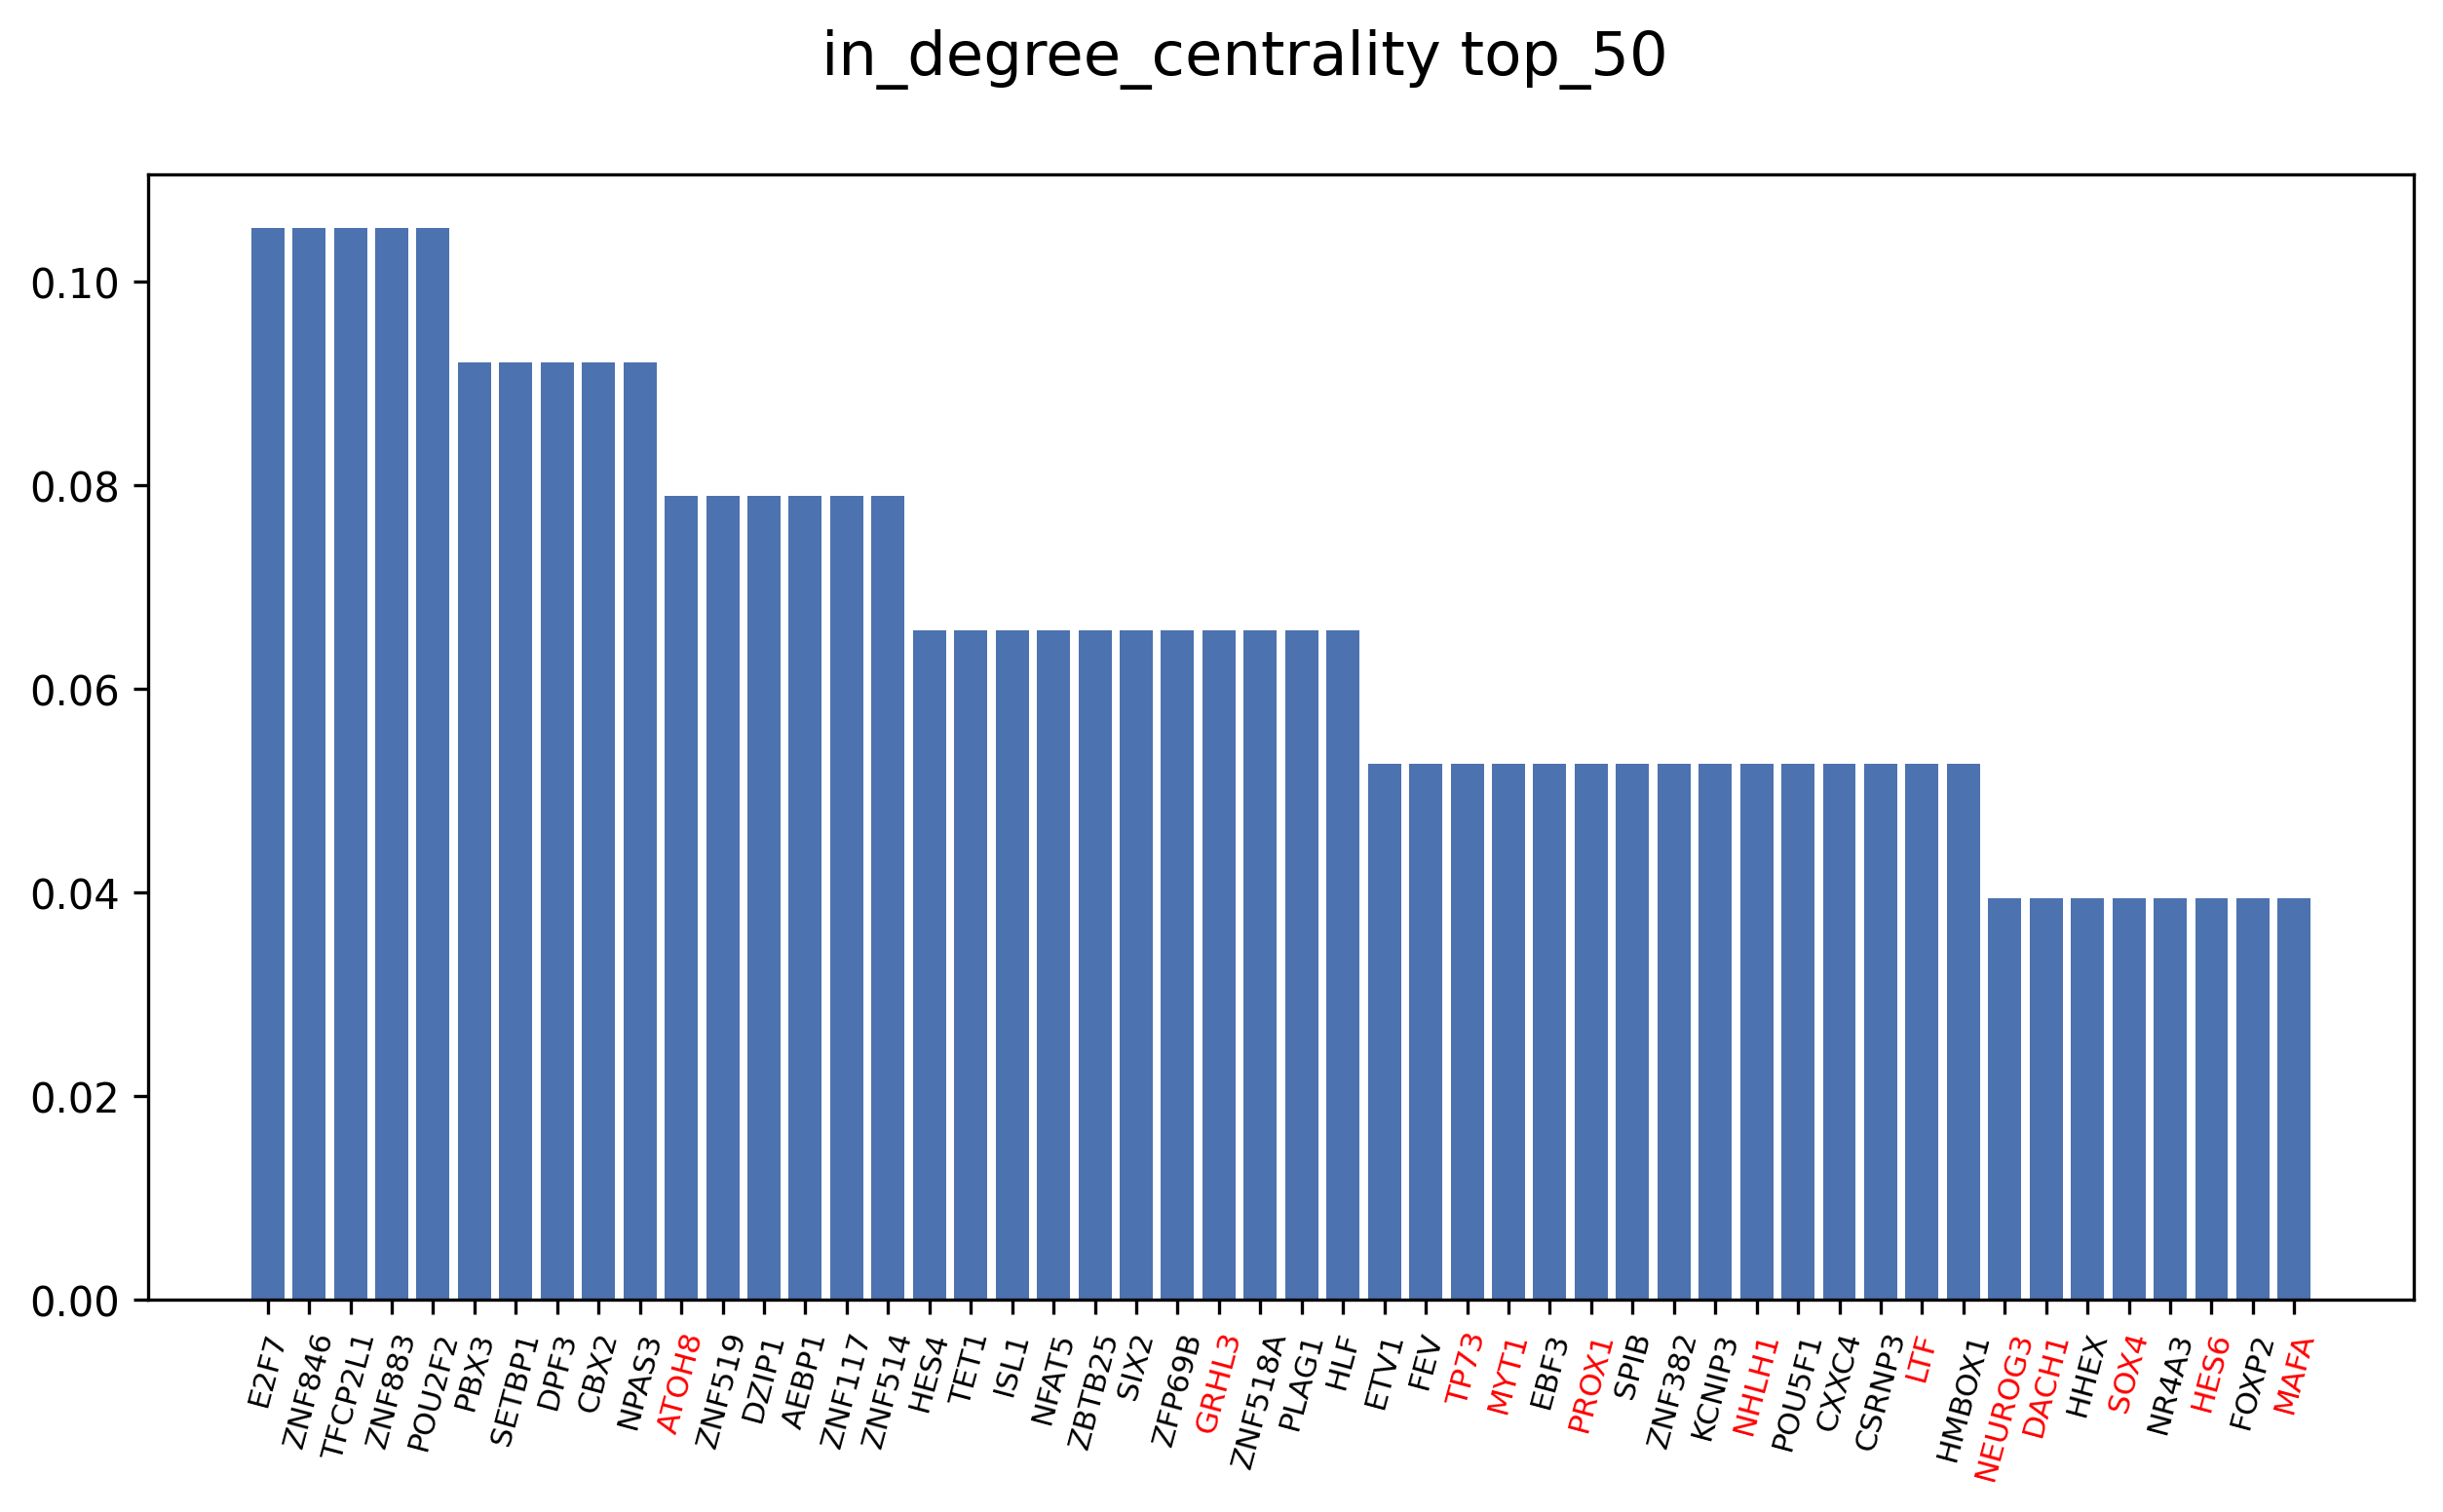 in_degree_centrality top_50
0.10
0.08
0.06
0.04
0.02
0.00
E2F7
ZNF846
TFCP2L1
ZNF883
POU2F2
PBX3
SETBP1
DPF3
CBX2
NPAS3
ATOH8
ZNF519
DZIP1
AEBP1
ZNF117
ZNF514
HES4
TET1
ISL1
NFAT5
ZBTB25
SIX2
ZFP69B
GRHL3
ZNF518A
PLAG1
HLF
ETV1
FEV
TP73
MYT1
EBF3
PROX1
SPIB
ZNF382
KCNIP3
NHLH1
POU5F1
CXXC4
CSRNP3
LTF
HMBOX1
NEUROG3
DACH1
HHEX
SOX4
NR4A3
HES6
FOXP2
MAFA